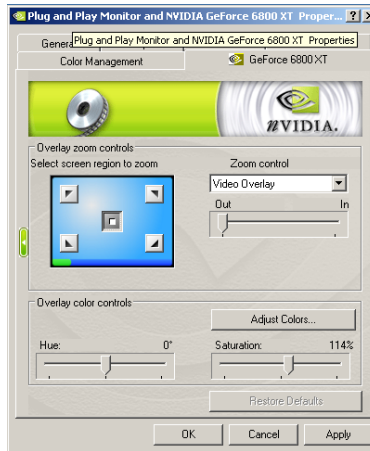 Plug and Play Monitor and NVIDIA GeForce 6800 XT Proper...
Plug and Play Monitor and NVIDIA GeForce 6800 XT Properties
Color Management
GeForce 6800 XT
nVIDIA.
Overlay zoom controls
Select screen region to zoom
Zoom control
Video Overlay
Out In
Overlay color controls
Adjust Colors...
Hue: 0°
Saturation: 114%
Restore Defaults
OK Cancel Apply